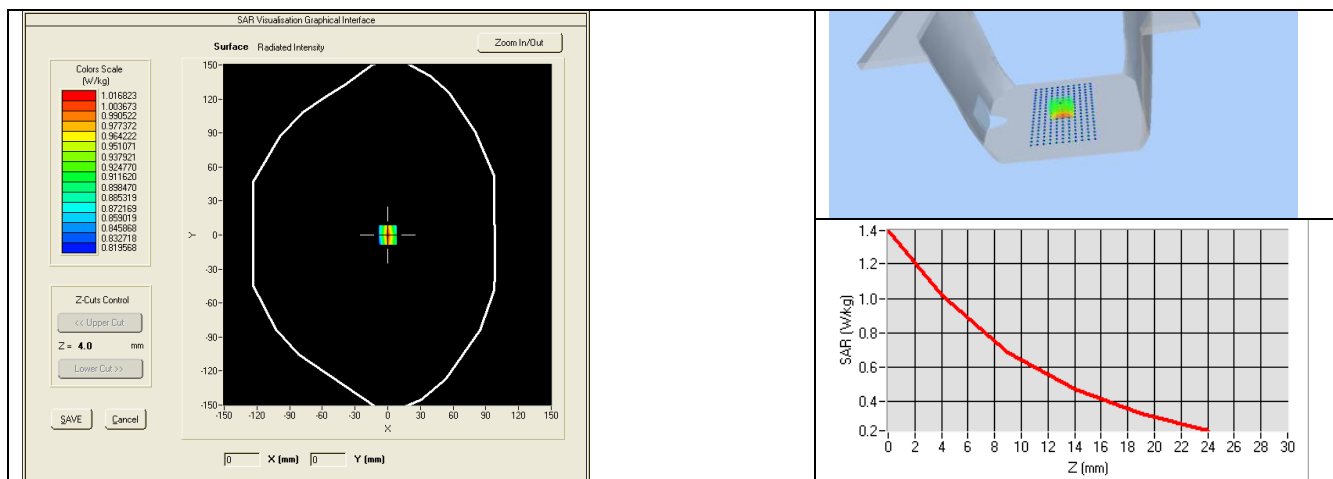 SAR Visualisation Graphical Interface
Surface Radiated Intensity
Zoom In/Out
Colors Scale
(W/kg)
1.016823
1.003673
0.990522
0.977372
0.964222
0.951071
0.937921
0.924770
0.911620
0.898470
0.885319
0.872169
0.859019
0.845868
0.832718
0.819568
Z-Cuts Control
<< Upper Cut
Z = 4.0 mm
Lower Cut >>
SAVE Cancel
150
120
90
60
30
0
-30
-60
-90
-120
-150
Y
-150 -120 -90 -60 -30 0 30 60 90 120 150
X
0 X (mm) 0 Y (mm)
1.4
1.2
1.0
0.8
0.6
0.4
0.2
SAR (W/kg)
0 2 4 6 8 10 12 14 16 18 20 22 24 26 28 30
Z (mm)